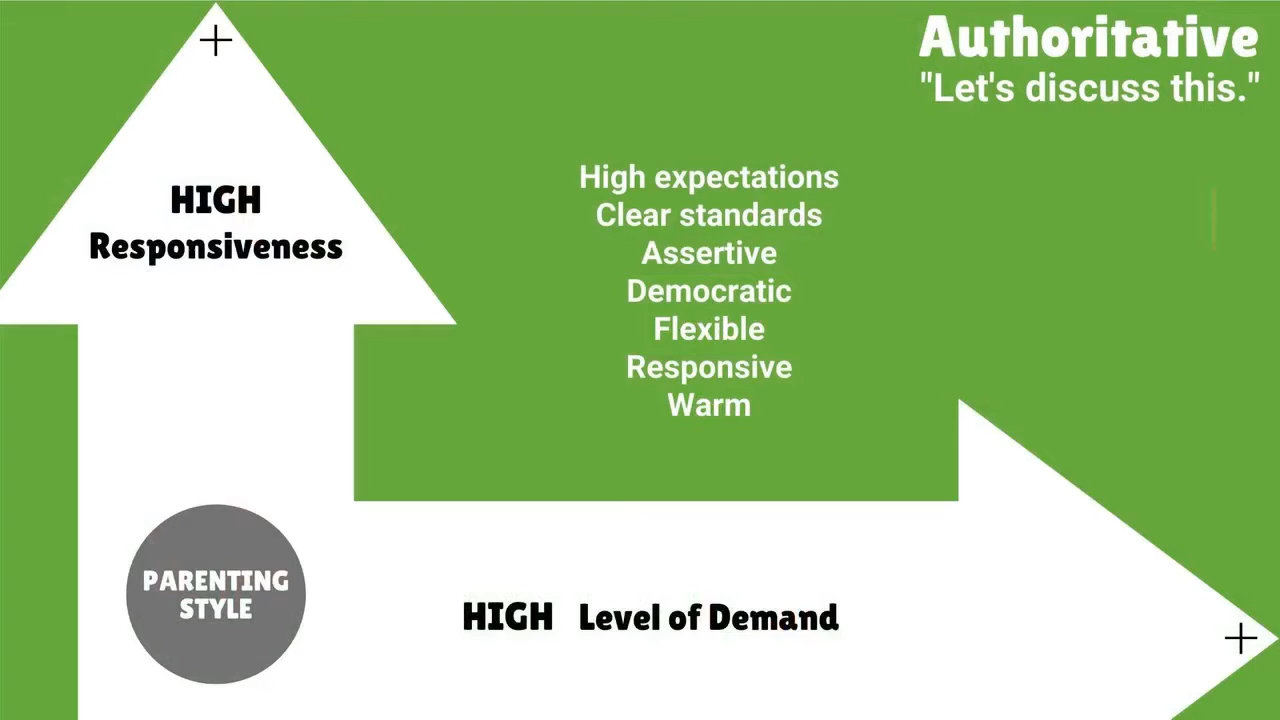 Authoritative
"Let's discuss this."
+
HIGH
Responsiveness
High expectations
Clear standards
Assertive
Democratic
Flexible
Responsive
Warm
PARENTING
STYLE
HIGH Level of Demand
+